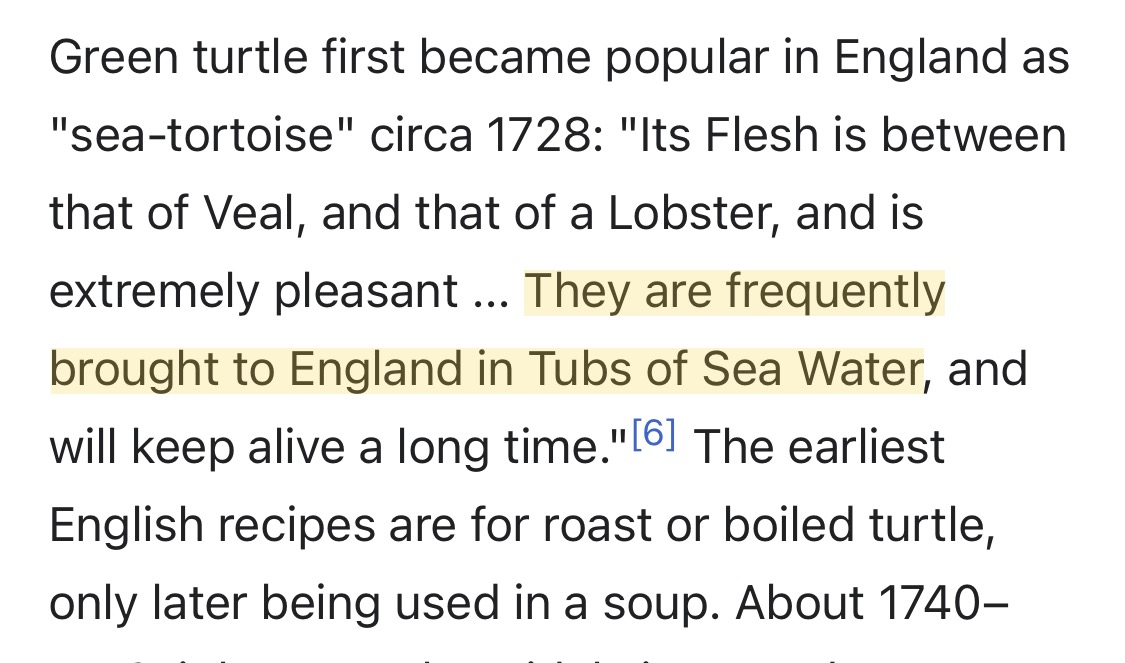 Green turtle first became popular in England as
"sea-tortoise" circa 1728: "Its Flesh is between
that of Veal, and that of a Lobster, and is
extremely pleasant ... They are frequently
brought to England in Tubs of Sea Water, and
will keep alive a long time."[6] The earliest
English recipes are for roast or boiled turtle,
only later being used in a soup. About 1740–